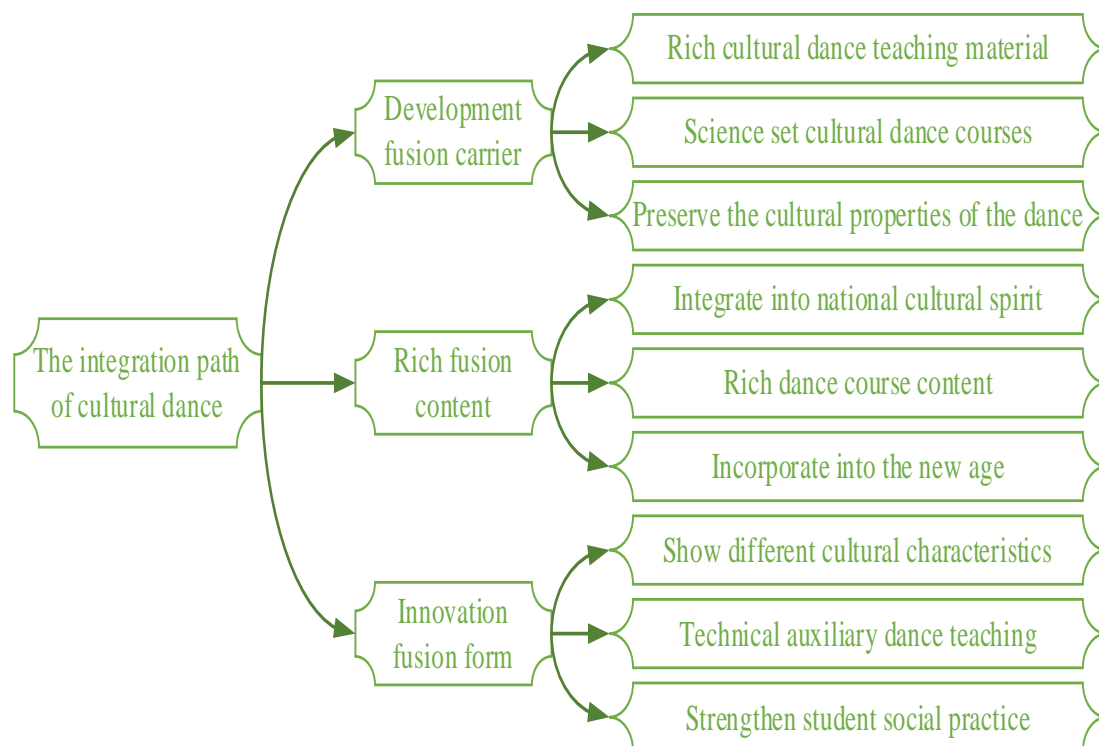 The integration path
of cultural dance
Development
fusion carrier
Rich cultural dance teaching material
Science set cultural dance courses
Preserve the cultural properties of the dance
Rich fusion
content
Integrate into national cultural spirit
Rich dance course content
Incorporate into the new age
Innovation
fusion form
Show different cultural characteristics
Technical auxiliary dance teaching
Strengthen student social practice